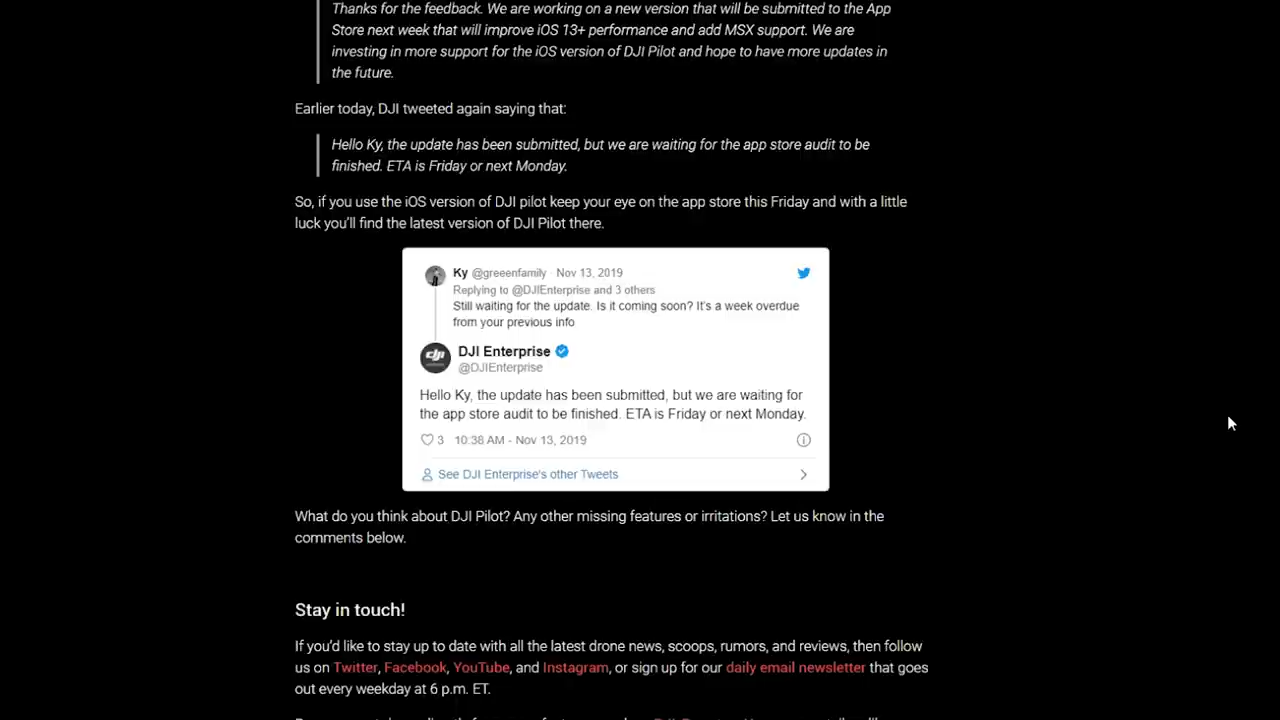 Thanks for the feedback. We are working on a new version that will be submitted to the App
Store next week that will improve iOS 13+ performance and add MSX support. We are
investing in more support for the iOS version of DJI Pilot and hope to have more updates in
the future.
Earlier today, DJI tweeted again saying that:
Hello Ky, the update has been submitted, but we are waiting for the app store audit to be
finished. ETA is Friday or next Monday.
So, if you use the iOS version of DJI pilot keep your eye on the app store this Friday and with a little
luck you'll find the latest version of DJI Pilot there.
Ky @greeenfamily · Nov 13, 2019
Replying to @DJIEnterprise and 3 others
Still waiting for the update. Is it coming soon? It's a week overdue
from your previous info
dji
DJI Enterprise
@DJIEnterprise
Hello Ky, the update has been submitted, but we are waiting for
the app store audit to be finished. ETA is Friday or next Monday.
3 10:38 AM - Nov 13, 2019
See DJI Enterprise's other Tweets
What do you think about DJI Pilot? Any other missing features or irritations? Let us know in the
comments below.
Stay in touch!
If you'd like to stay up to date with all the latest drone news, scoops, rumors, and reviews, then follow
us on Twitter, Facebook, YouTube, and Instagram, or sign up for our daily email newsletter that goes
out every weekday at 6 p.m. ET.